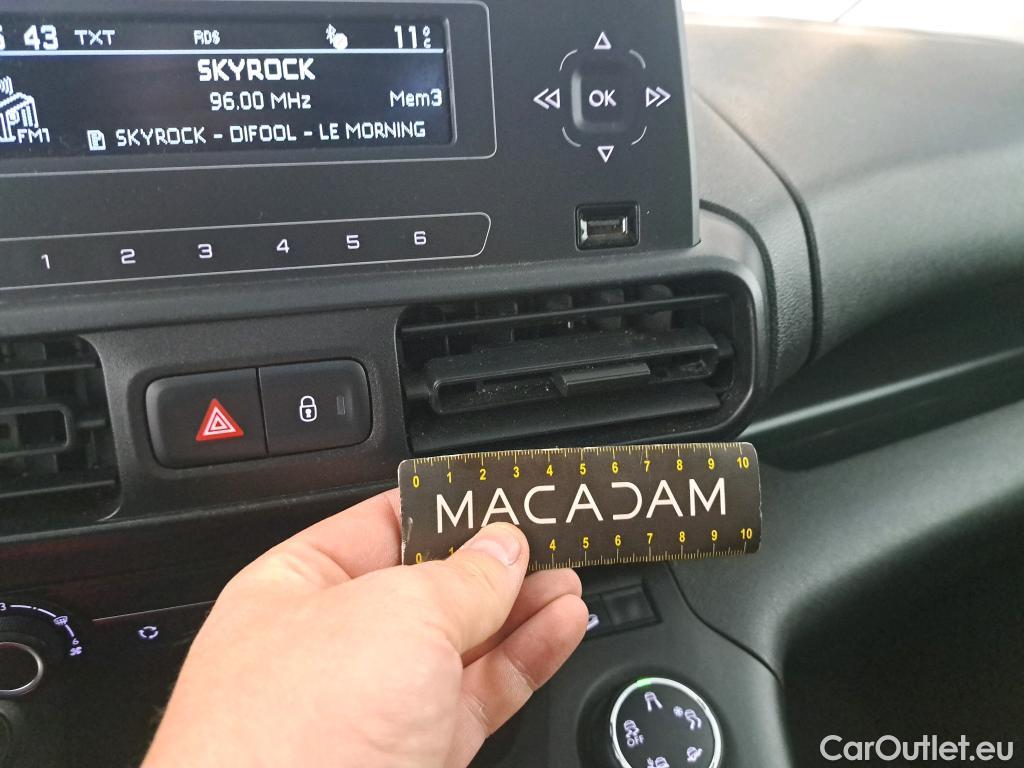 43 TXT RDS 11°C
SKYROCK
96.00 MHz Mem3
FM1
SKYROCK - DIFOOL - LE MORNING
OK
1 2 3 4 5 6
0 1 2 3 4 5 6 7 8 9 10
MACADAM
0 1 4 5 6 7 8 9 10
3
6
OFF
CarOutlet.eu